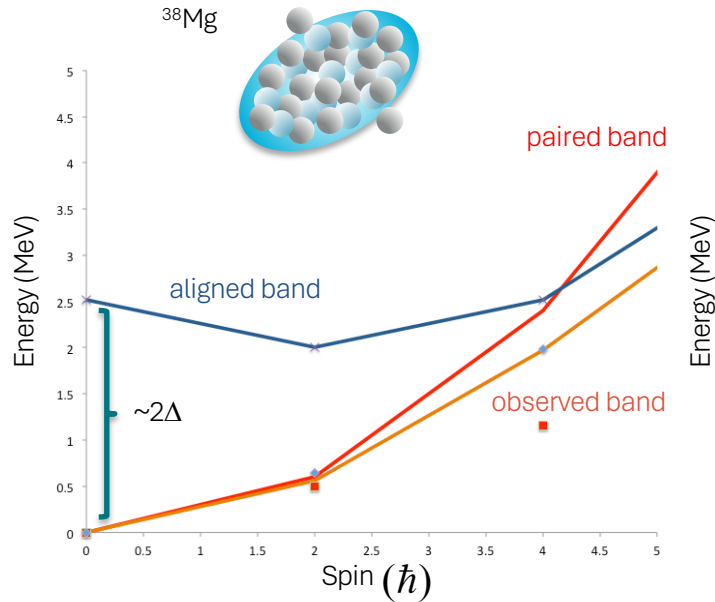 ³⁸Mg
5
4.5
4
3.5
3
2.5
2
1.5
1
0.5
0
Energy (MeV)
paired band
aligned band
~2Δ
observed band
Energy (MeV)
0 0.5 1 1.5 2 2.5 3 3.5 4 4.5 5
Spin (ℏ)